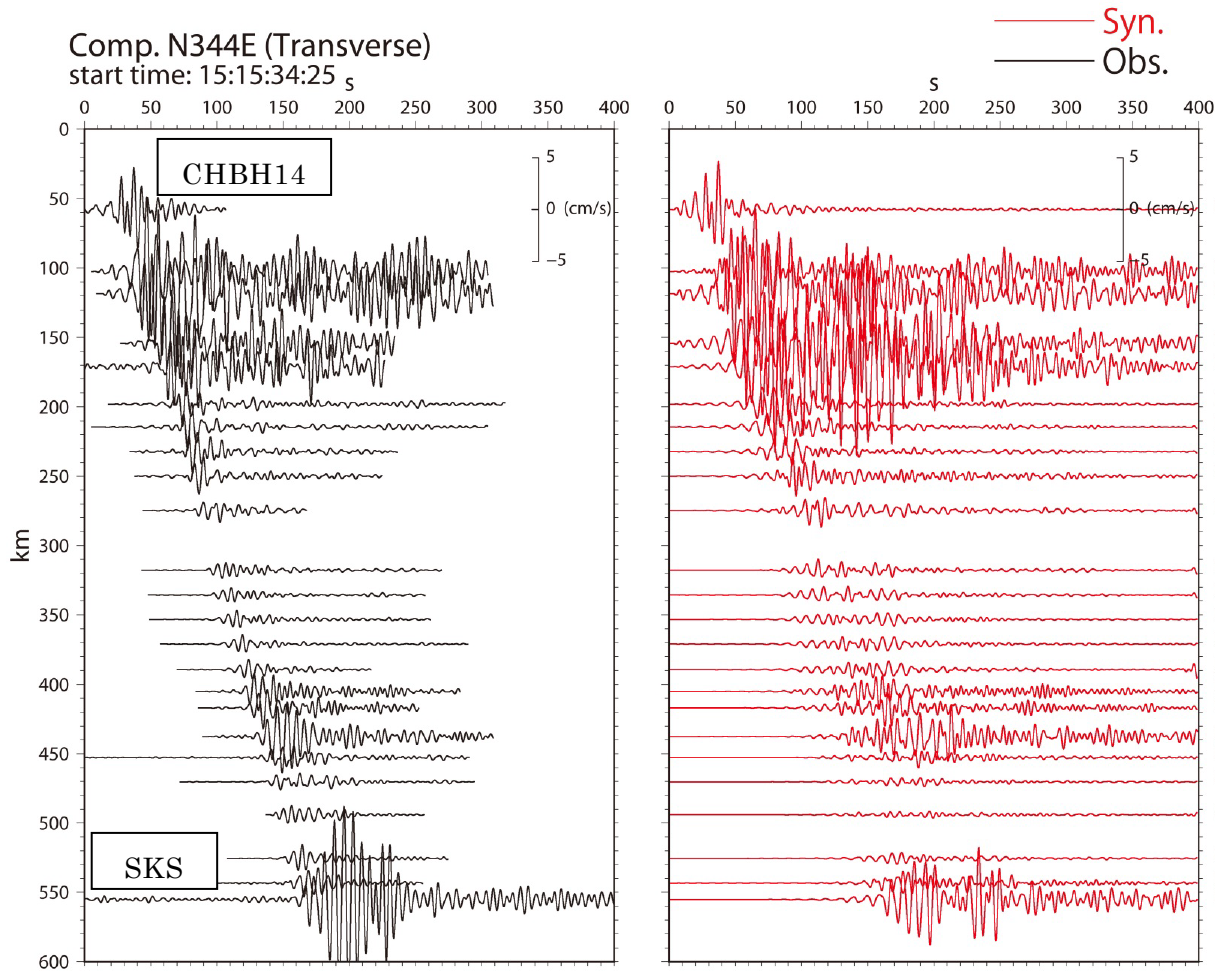 Syn.
Obs.
Comp. N344E (Transverse)
start time: 15:15:34:25 s
s
0 50 100 150 200 250 300 350 400
0 50 100 150 200 250 300 350 400
0
50
100
150
200
250
300
350
400
450
500
550
600
km
CHBH14
5
0 (cm/s)
−5
5
0 (cm/s)
−5
SKS